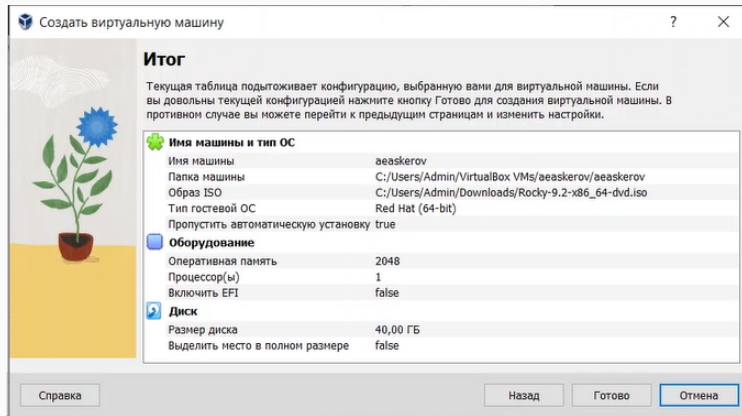 Создать виртуальную машину
?
Итог
Текущая таблица подытоживает конфигурацию, выбранную вами для виртуальной машины. Если
вы довольны текущей конфигурацией нажмите кнопку Готово для создания виртуальной машины. В
противном случае вы можете перейти к предыдущим страницам и изменить настройки.
Имя машины и тип ОС
Имя машины aeaskerov
Папка машины C:/Users/Admin/VirtualBox VMs/aeaskerov/aeaskerov
Образ ISO C:/Users/Admin/Downloads/Rocky-9.2-x86_64-dvd.iso
Тип гостевой ОС Red Hat (64-bit)
Пропустить автоматическую установку true
Оборудование
Оперативная память 2048
Процессор(ы) 1
Включить EFI false
Диск
Размер диска 40,00 ГБ
Выделить место в полном размере false
Справка Назад Готово Отмена